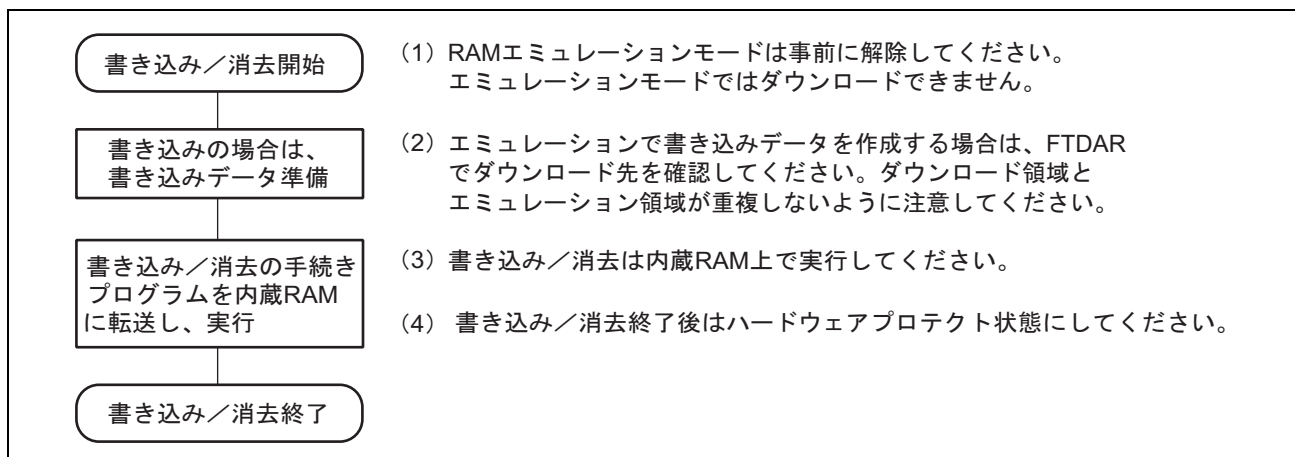 書き込み／消去開始
書き込みの場合は、
書き込みデータ準備
書き込み／消去の手続き
プログラムを内蔵RAM
に転送し、実行
書き込み／消去終了
（1）RAMエミュレーションモードは事前に解除してください。
エミュレーションモードではダウンロードできません。
（2）エミュレーションで書き込みデータを作成する場合は、FTDAR
でダウンロード先を確認してください。ダウンロード領域と
エミュレーション領域が重複しないように注意してください。
（3）書き込み／消去は内蔵RAM上で実行してください。
（4） 書き込み／消去終了後はハードウェアプロテクト状態にしてください。